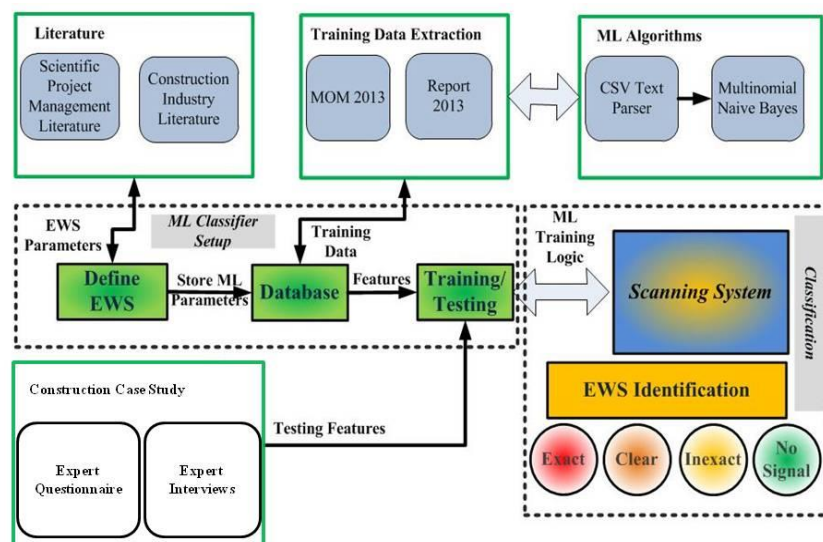 Literature
Scientific
Project
Management
Literature
Construction
Industry
Literature
Training Data Extraction
MOM 2013
Report
2013
ML Algorithms
CSV Text
Parser
Multinomial
Naive Bayes
EWS
Parameters
ML Classifier
Setup
Training
Data
Define
EWS
Store ML
Parameters
Database
Features
Training/
Testing
ML
Training
Logic
Scanning System
Classification
EWS Identification
Exact
Clear
Inexact
No
Signal
Construction Case Study
Expert
Questionnaire
Expert
Interviews
Testing Features